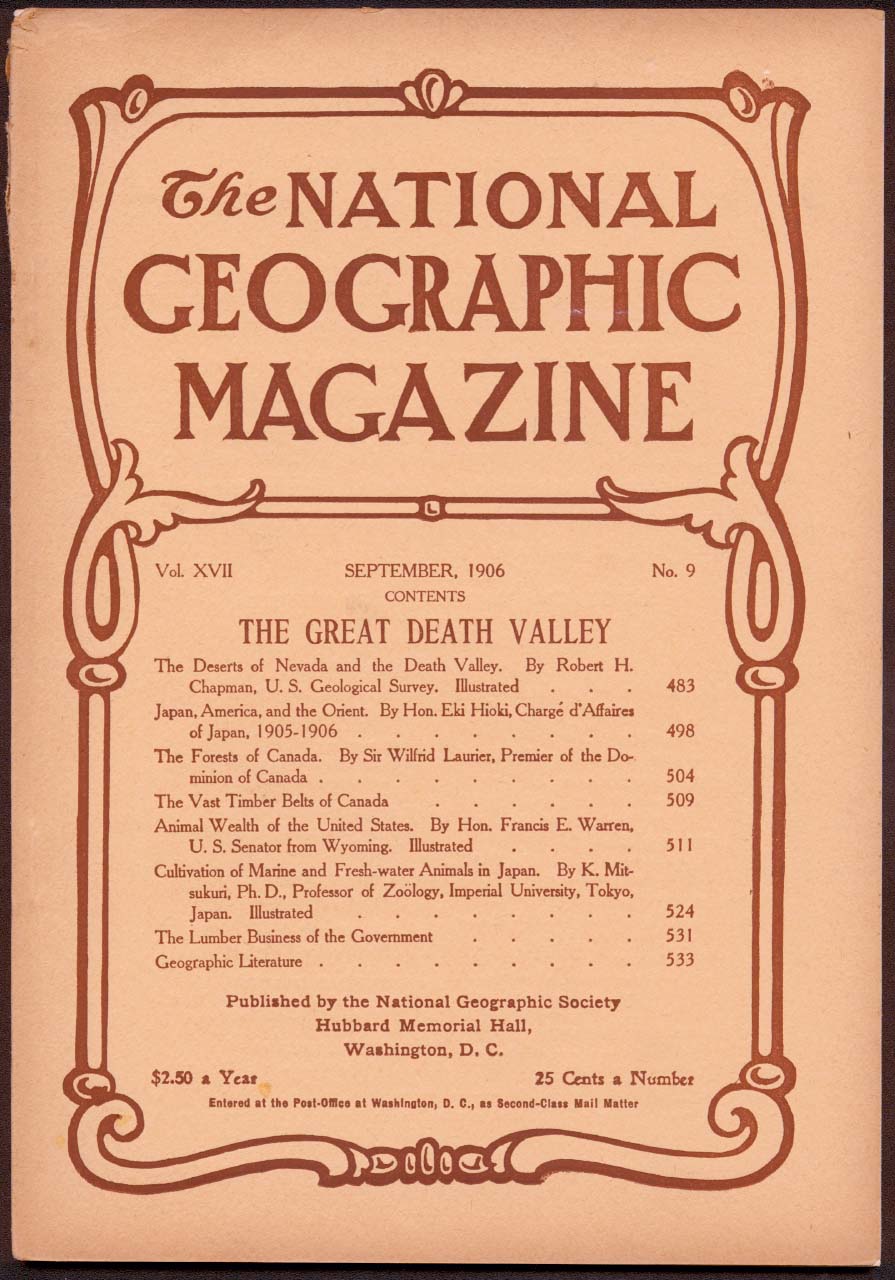 The NATIONAL
GEOGRAPHIC
MAGAZINE
Vol. XVII SEPTEMBER, 1906 No. 9
CONTENTS
THE GREAT DEATH VALLEY
The Deserts of Nevada and the Death Valley. By Robert H.
Chapman, U. S. Geological Survey. Illustrated . . . 483
Japan, America, and the Orient. By Hon. Eki Hioki, Chargé d'Affaires
of Japan, 1905-1906 . . . . . . . . 498
The Forests of Canada. By Sir Wilfrid Laurier, Premier of the Do-
minion of Canada . . . . . . . . . 504
The Vast Timber Belts of Canada . . . . . . 509
Animal Wealth of the United States. By Hon. Francis E. Warren,
U. S. Senator from Wyoming. Illustrated . . . . 511
Cultivation of Marine and Fresh-water Animals in Japan. By K. Mit-
sukuri, Ph. D., Professor of Zoölogy, Imperial University, Tokyo,
Japan. Illustrated . . . . . . . . 524
The Lumber Business of the Government . . . . . 531
Geographic Literature . . . . . . . . . 533
Published by the National Geographic Society
Hubbard Memorial Hall,
Washington, D. C.
$2.50 a Year 25 Cents a Number
Entered at the Post-Office at Washington, D. C., as Second-Class Mail Matter